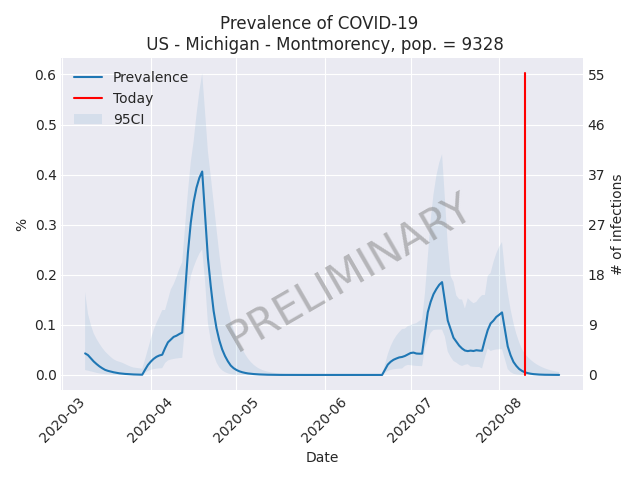 Prevalence of COVID-19
US - Michigan - Montmorency, pop. = 9328
Prevalence
Today
95CI
PRELIMINARY
%
0.6
0.5
0.4
0.3
0.2
0.1
0.0
55
46
37
27
18
9
0
# of infections
2020-03
2020-04
2020-05
2020-06
2020-07
2020-08
Date